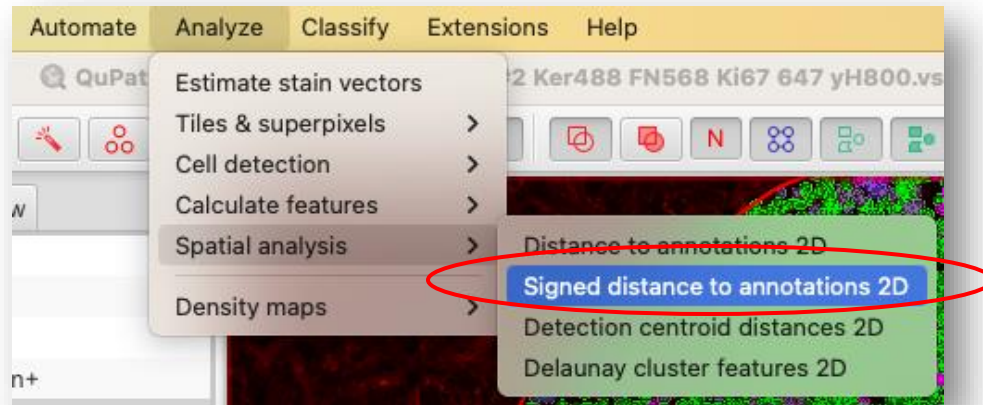 Automate Analyze Classify Extensions Help
QuPat 2 Ker488 FN568 Ki67 647 yH800.vs
Estimate stain vectors
Tiles & superpixels >
N
Cell detection >
Calculate features >
Spatial analysis >
Distance to annotations 2D
Signed distance to annotations 2D
Density maps >
Detection centroid distances 2D
Delaunay cluster features 2D
n+